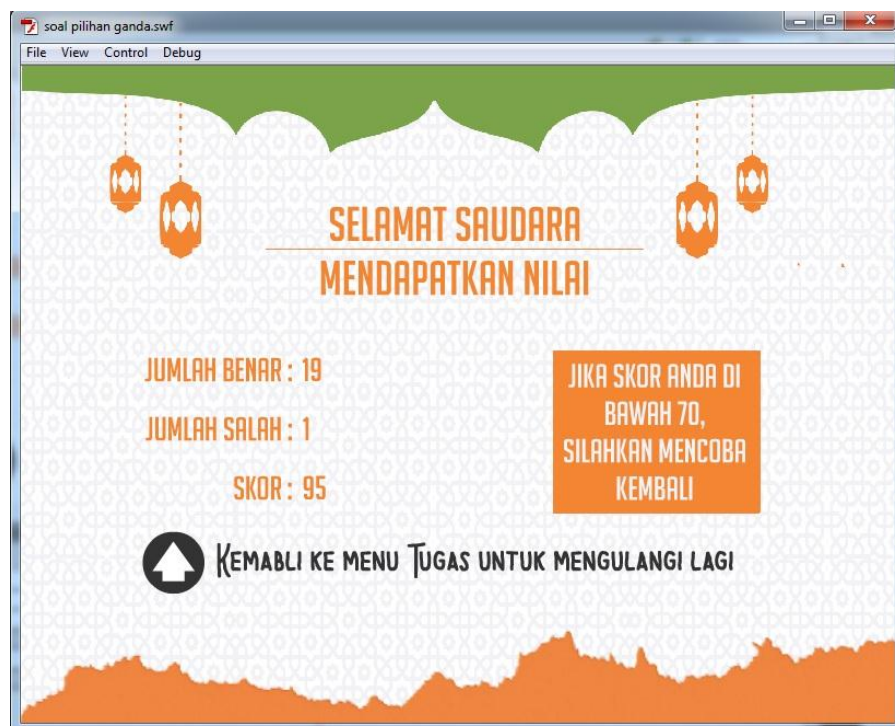 soal pilihan ganda.swf
File View Control Debug
SELAMAT SAUDARA
MENDAPATKAN NILAI
JUMLAH BENAR : 19
JUMLAH SALAH : 1
SKOR : 95
JIKA SKOR ANDA DI
BAWAH 70,
SILAHKAN MENCOBA
KEMBALI
KEMABLI KE MENU TUGAS UNTUK MENGULANGI LAGI